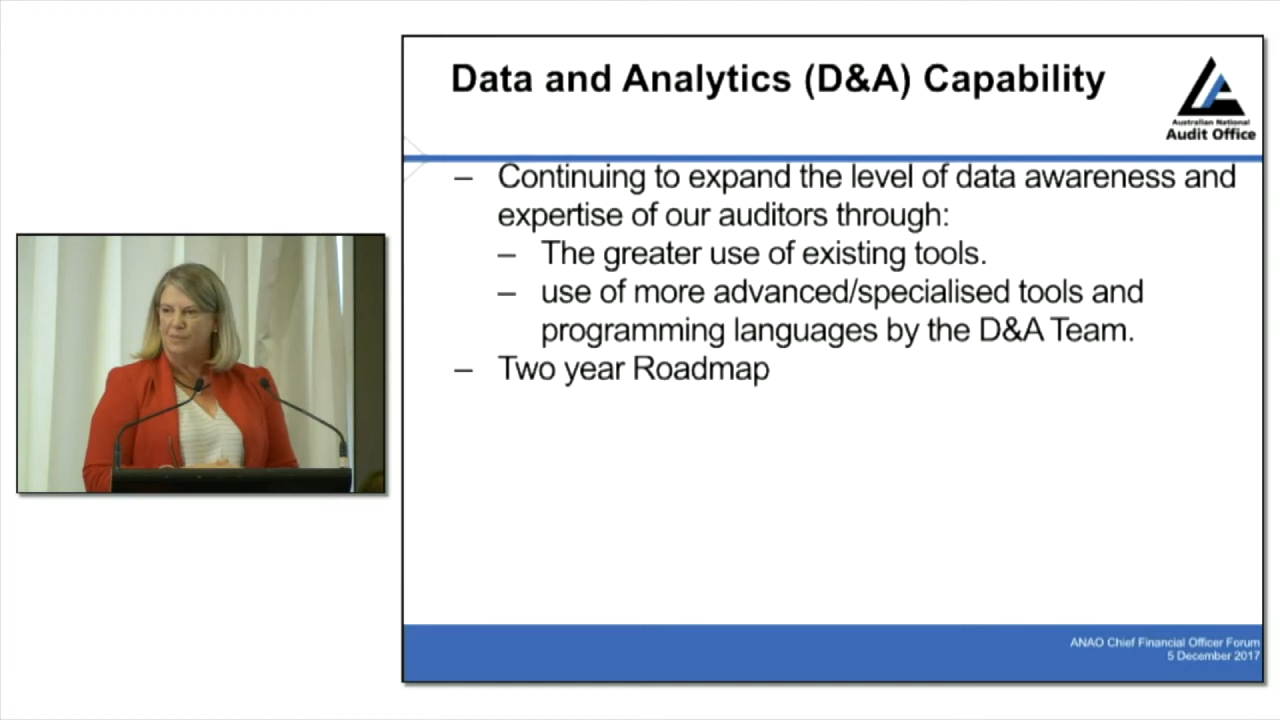 Data and Analytics (D&A) Capability
Australian National
Audit Office
– Continuing to expand the level of data awareness and
expertise of our auditors through:
– The greater use of existing tools.
– use of more advanced/specialised tools and
programming languages by the D&A Team.
– Two year Roadmap
ANAO Chief Financial Officer Forum
5 December 2017